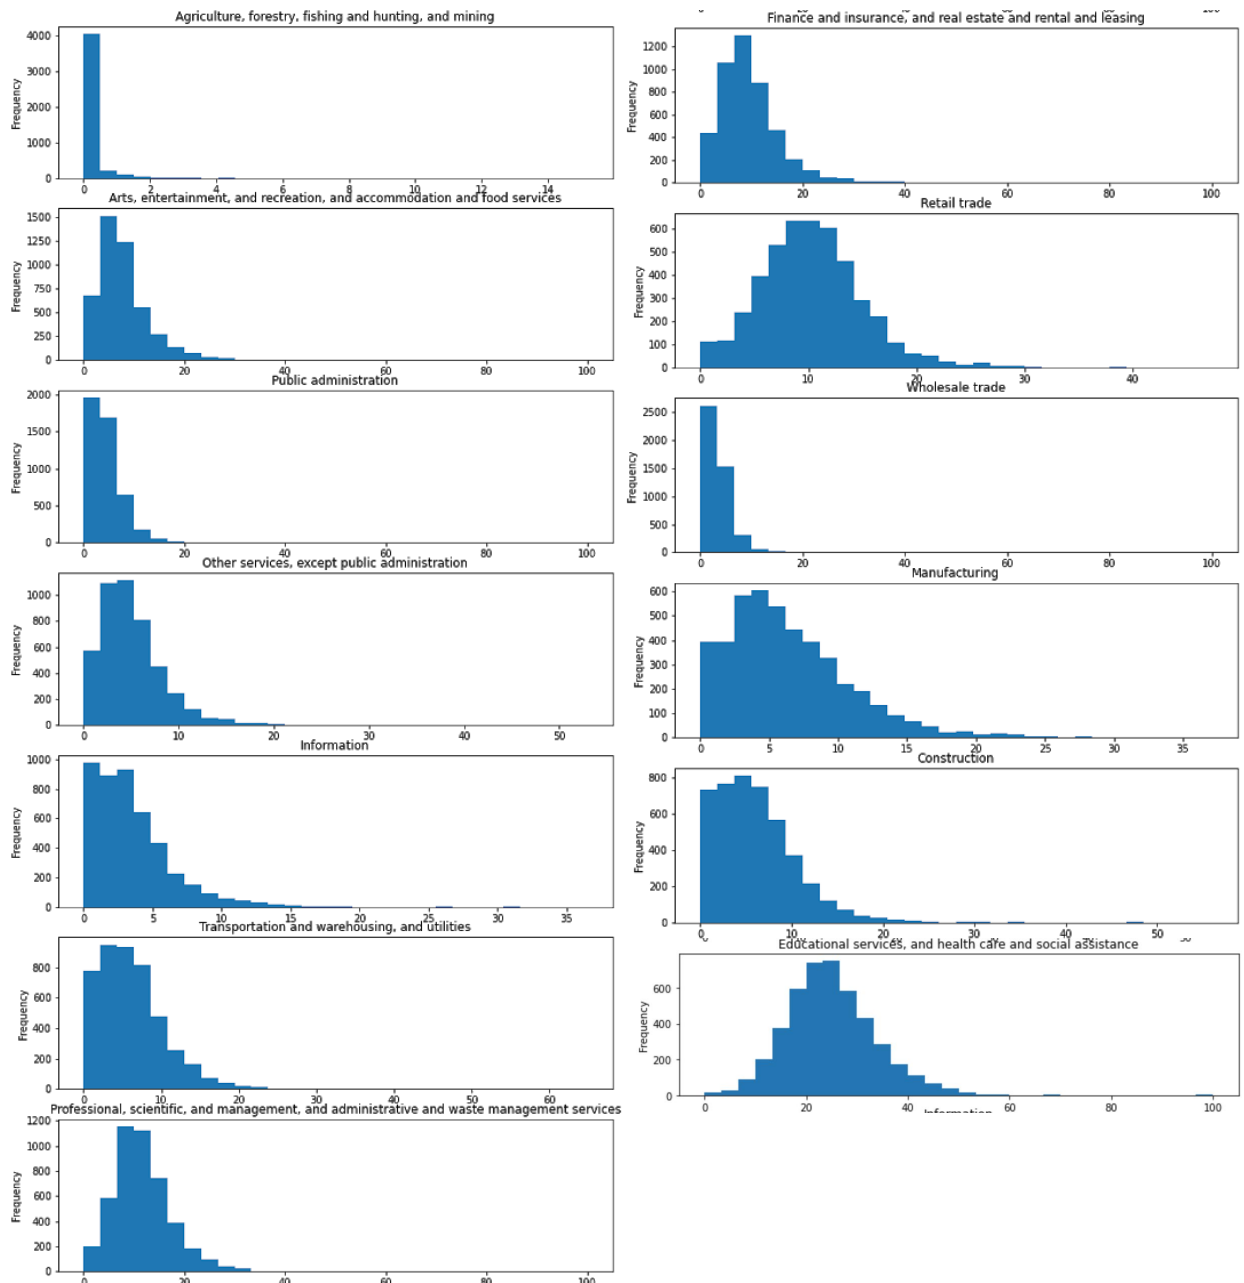 Agriculture, forestry, fishing and hunting, and mining
Frequency
4000
3000
2000
1000
0
0 2 4 6 8 10 12 14
Arts, entertainment, and recreation, and accommodation and food services
Frequency
1500
1250
1000
750
500
250
0
0 20 40 60 80 100
Public administration
Frequency
2000
1500
1000
500
0
0 20 40 60 80 100
Other services, except public administration
Frequency
1000
800
600
400
200
0
0 10 20 30 40 50
Information
Frequency
1000
800
600
400
200
0
0 5 10 15 20 25 30 35
Transportation and warehousing, and utilities
Frequency
800
600
400
200
0
0 10 20 30 40 50 60
Professional, scientific, and management, and administrative and waste management services
Frequency
1200
1000
800
600
400
200
0
0 20 40 60 80 100
Finance and insurance, and real estate and rental and leasing
Frequency
1200
1000
800
600
400
200
0
0 20 40 60 80 100
Retail trade
Frequency
600
500
400
300
200
100
0
0 10 20 30 40
Wholesale trade
Frequency
2500
2000
1500
1000
500
0
0 20 40 60 80 100
Manufacturing
Frequency
600
500
400
300
200
100
0
0 5 10 15 20 25 30 35
Construction
Frequency
800
600
400
200
0
0 10 20 30 40 50
Educational services, and health care and social assistance
Frequency
600
400
200
0
0 20 40 60 80 100
Information